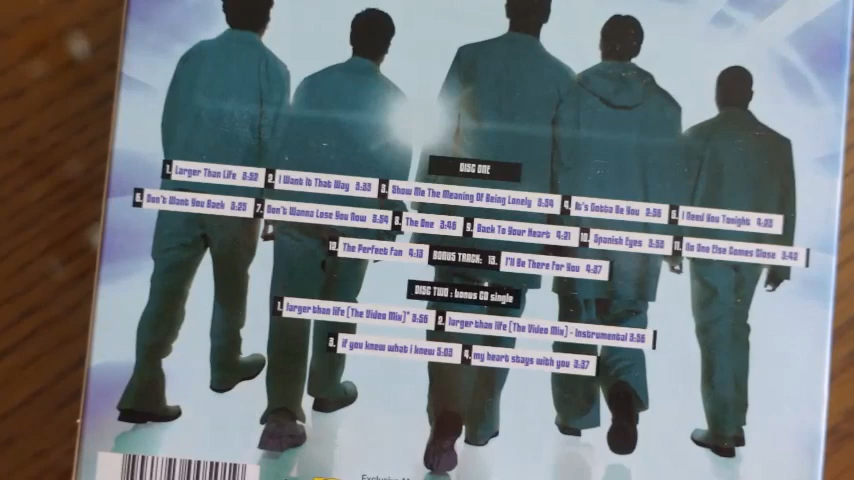 DISC ONE
1. Larger Than Life 3:52 2. I Want It That Way 3:33 3. Show Me The Meaning Of Being Lonely 3:54 4. It's Gotta Be You 2:56 5. I Need You Tonight 4:23
6. Don't Want You Back 3:25 7. Don't Wanna Lose You Now 3:54 8. The One 3:46 9. Back To Your Heart 4:21 10. Spanish Eyes 3:53 11. No One Else Comes Close 3:42
12. The Perfect Fan 4:13 BONUS TRACK: 13. I'll Be There For You 4:37
DISC TWO : bonus CD single
1. larger than life (The Video Mix)* 3:56 2. larger than life (The Video Mix) - Instrumental 3:56
3. if you knew what i knew 5:03 4. my heart stays with you 3:37